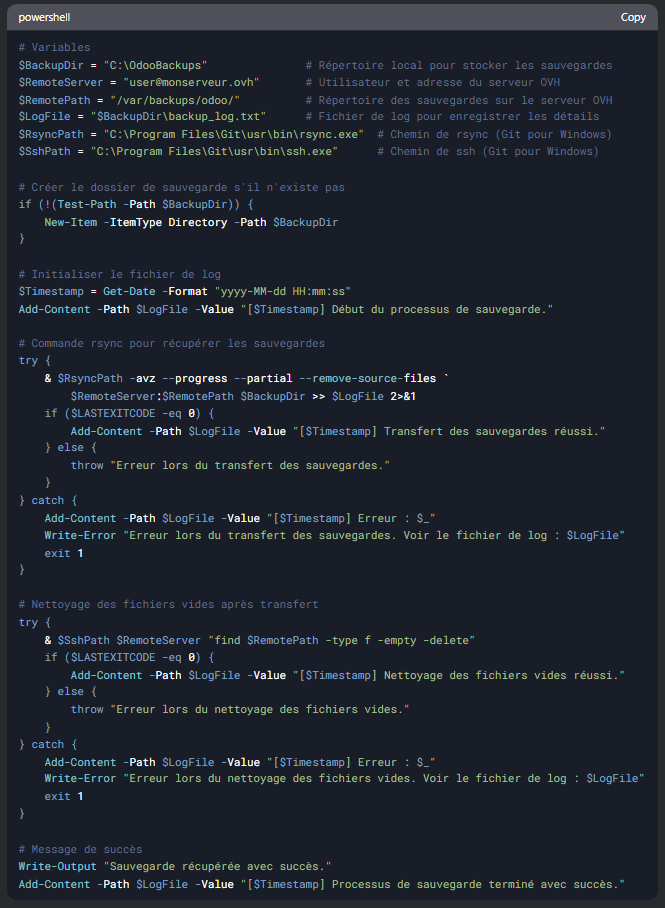 powershell
Copy
# Variables
$BackupDir = "C:\OdooBackups"               # Répertoire local pour stocker les sauvegardes
$RemoteServer = "user@monserveur.ovh"       # Utilisateur et adresse du serveur OVH
$RemotePath = "/var/backups/odoo/"          # Répertoire des sauvegardes sur le serveur OVH
$LogFile = "$BackupDir\backup_log.txt"      # Fichier de log pour enregistrer les détails
$RsyncPath = "C:\Program Files\Git\usr\bin\rsync.exe"  # Chemin de rsync (Git pour Windows)
$SshPath = "C:\Program Files\Git\usr\bin\ssh.exe"      # Chemin de ssh (Git pour Windows)

# Créer le dossier de sauvegarde s'il n'existe pas
if (!(Test-Path -Path $BackupDir)) {
    New-Item -ItemType Directory -Path $BackupDir
}

# Initialiser le fichier de log
$Timestamp = Get-Date -Format "yyyy-MM-dd HH:mm:ss"
Add-Content -Path $LogFile -Value "[$Timestamp] Début du processus de sauvegarde."

# Commande rsync pour récupérer les sauvegardes
try {
    & $RsyncPath -avz --progress --partial --remove-source-files `
        $RemoteServer:$RemotePath $BackupDir >> $LogFile 2>&1
    if ($LASTEXITCODE -eq 0) {
        Add-Content -Path $LogFile -Value "[$Timestamp] Transfert des sauvegardes réussi."
    } else {
        throw "Erreur lors du transfert des sauvegardes."
    }
} catch {
    Add-Content -Path $LogFile -Value "[$Timestamp] Erreur : $_"
    Write-Error "Erreur lors du transfert des sauvegardes. Voir le fichier de log : $LogFile"
    exit 1
}

# Nettoyage des fichiers vides après transfert
try {
    & $SshPath $RemoteServer "find $RemotePath -type f -empty -delete"
    if ($LASTEXITCODE -eq 0) {
        Add-Content -Path $LogFile -Value "[$Timestamp] Nettoyage des fichiers vides réussi."
    } else {
        throw "Erreur lors du nettoyage des fichiers vides."
    }
} catch {
    Add-Content -Path $LogFile -Value "[$Timestamp] Erreur : $_"
    Write-Error "Erreur lors du nettoyage des fichiers vides. Voir le fichier de log : $LogFile"
    exit 1
}

# Message de succès
Write-Output "Sauvegarde récupérée avec succès."
Add-Content -Path $LogFile -Value "[$Timestamp] Processus de sauvegarde terminé avec succès."